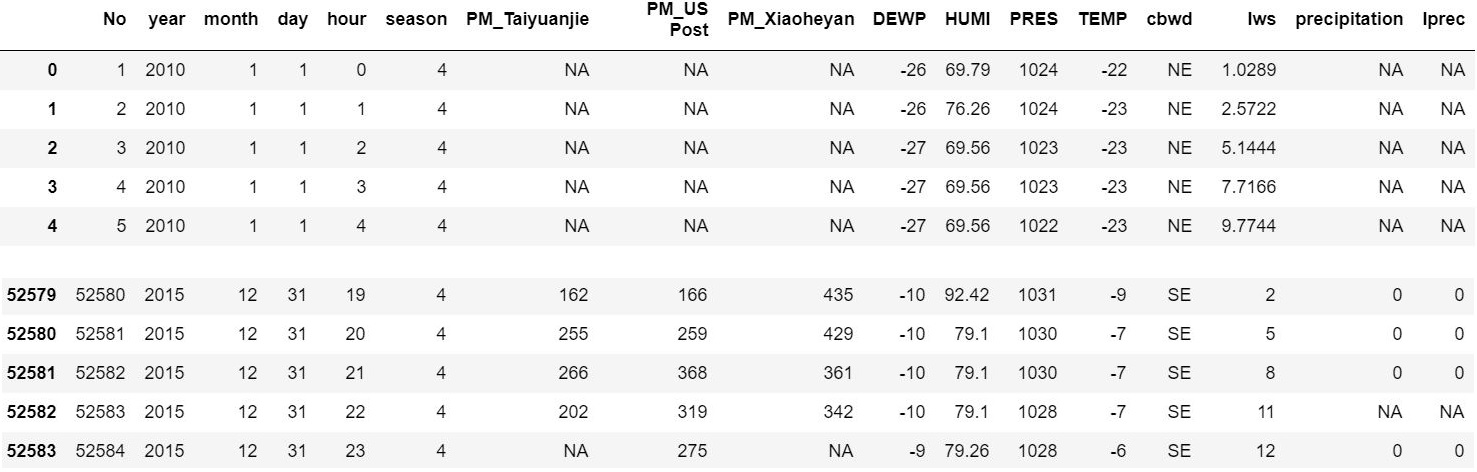 No year month day hour season PM_Taiyuanjie PM_US Post PM_Xiaoheyan DEWP HUMI PRES TEMP cbwd Iws precipitation Iprec
0 1 2010 1 1 0 4 NA NA NA -26 69.79 1024 -22 NE 1.0289 NA NA
1 2 2010 1 1 1 4 NA NA NA -26 76.26 1024 -23 NE 2.5722 NA NA
2 3 2010 1 1 2 4 NA NA NA -27 69.56 1023 -23 NE 5.1444 NA NA
3 4 2010 1 1 3 4 NA NA NA -27 69.56 1023 -23 NE 7.7166 NA NA
4 5 2010 1 1 4 4 NA NA NA -27 69.56 1022 -23 NE 9.7744 NA NA
52579 52580 2015 12 31 19 4 162 166 435 -10 92.42 1031 -9 SE 2 0 0
52580 52581 2015 12 31 20 4 255 259 429 -10 79.1 1030 -7 SE 5 0 0
52581 52582 2015 12 31 21 4 266 368 361 -10 79.1 1030 -7 SE 8 0 0
52582 52583 2015 12 31 22 4 202 319 342 -10 79.1 1028 -7 SE 11 NA NA
52583 52584 2015 12 31 23 4 NA 275 NA -9 79.26 1028 -6 SE 12 0 0